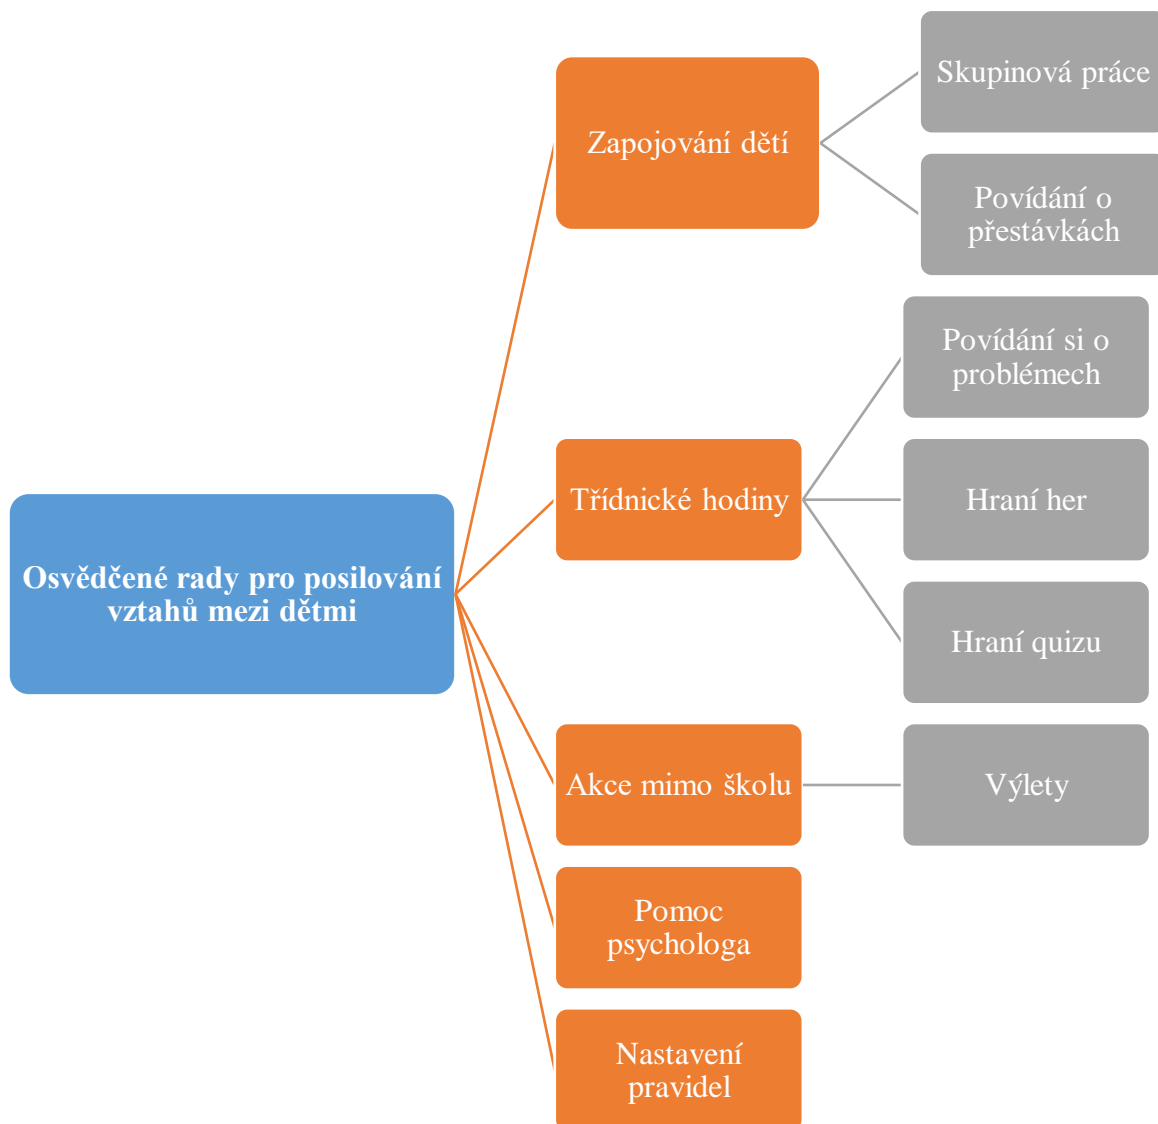 Osvědčené rady pro posilování
vztahů mezi dětmi
Zapojování dětí
Skupinová práce
Povídání o
přestávkách
Třídnické hodiny
Povídání si o
problémech
Hraní her
Hraní quizu
Akce mimo školu
Výlety
Pomoc
psychologa
Nastavení
pravidel